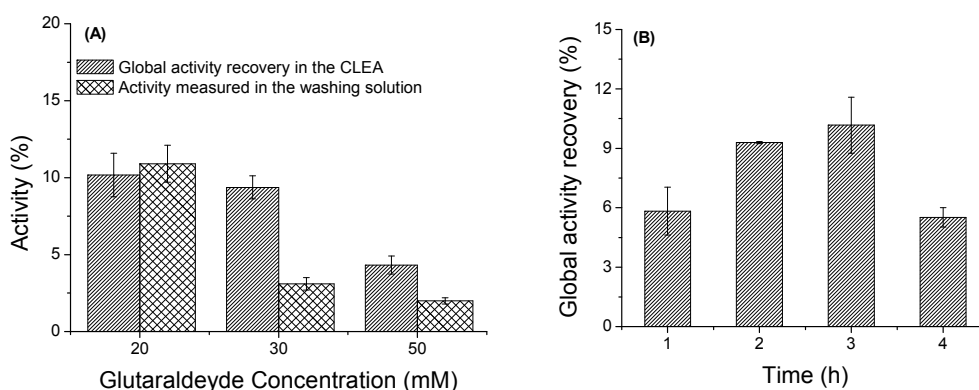 (A)
Global activity recovery in the CLEA
Activity measured in the washing solution
Activity (%)
20
15
10
5
0
20 30 50
Glutaraldeyde Concentration (mM)
(B)
Global activity recovery (%)
15
12
9
6
3
0
1 2 3 4
Time (h)